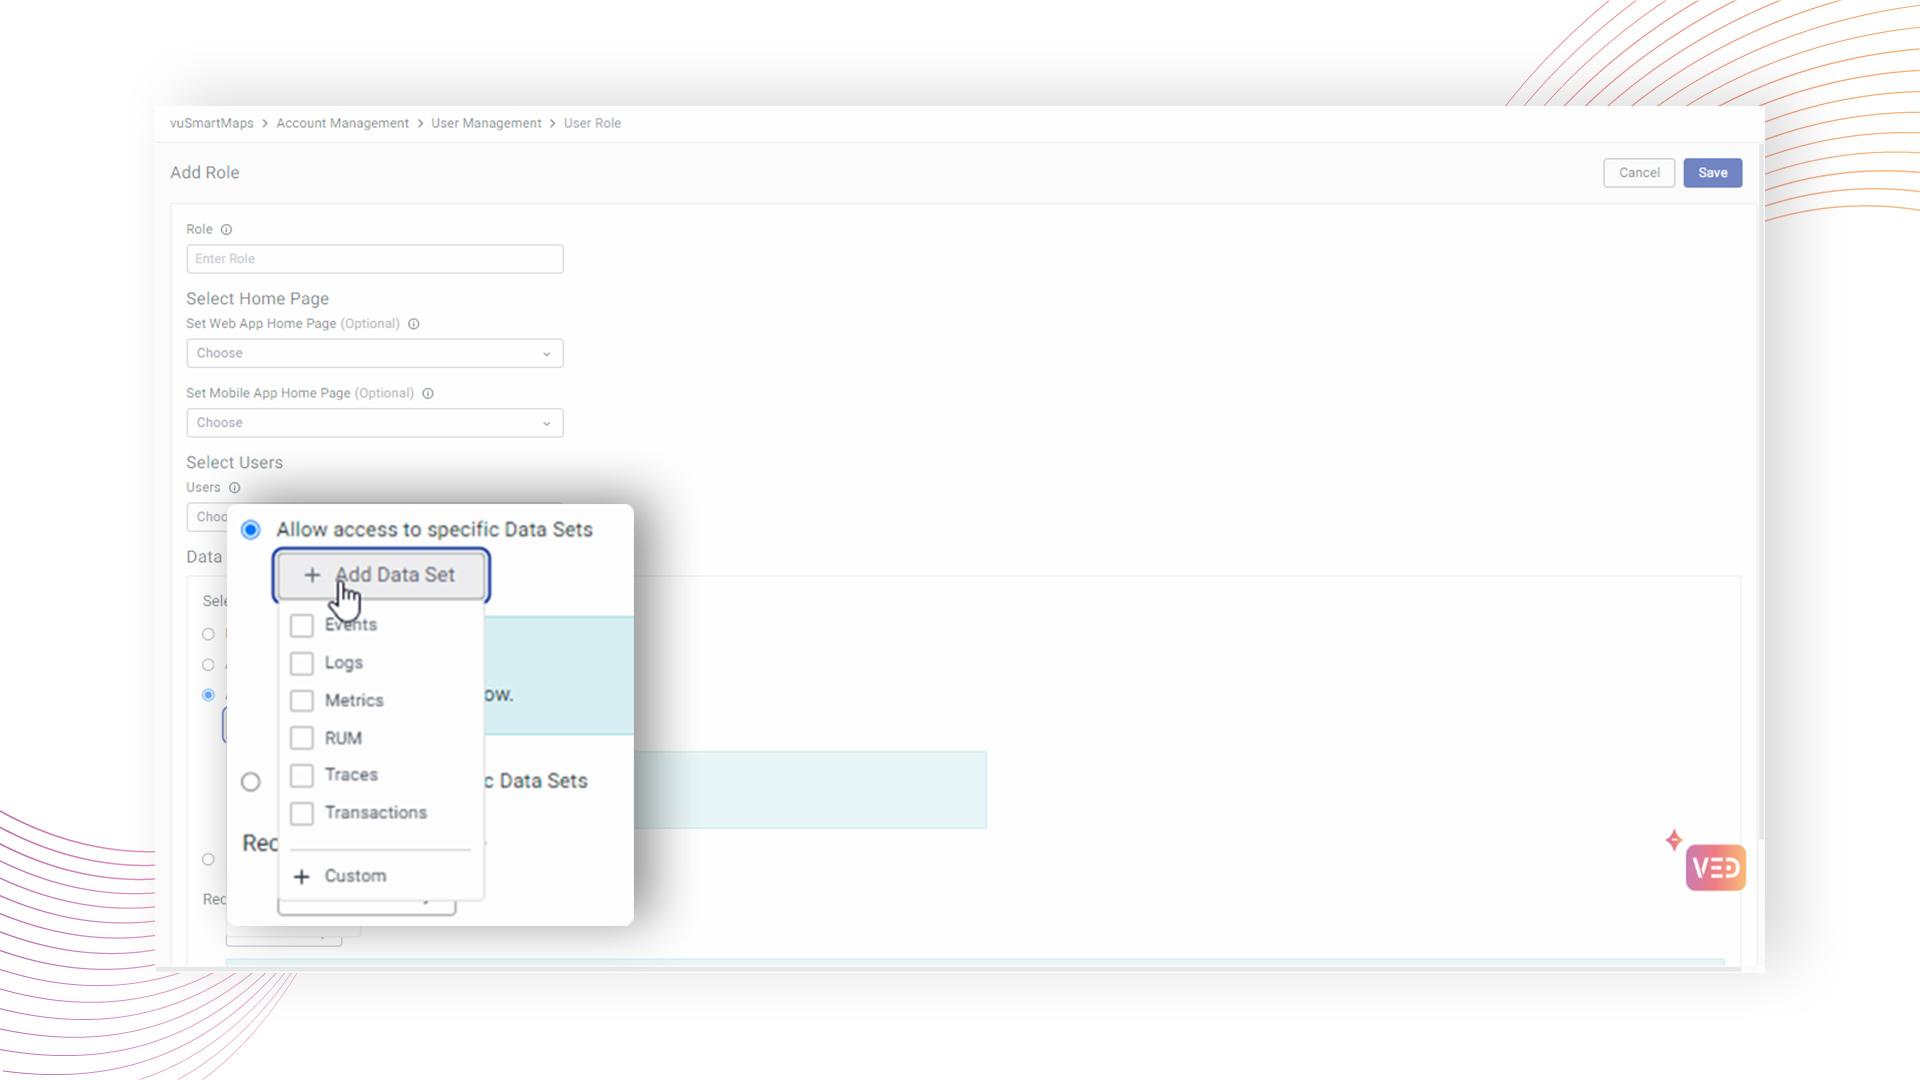 vuSmartMaps > Account Management > User Management > User Role
Add Role
Cancel
Save
Role
Enter Role
Select Home Page
Set Web App Home Page (Optional)
Choose
Set Mobile App Home Page (Optional)
Choose
Select Users
Users
Choo
Data
Sele
Rec
Allow access to specific Data Sets
+ Add Data Set
Events
Logs
Metrics
ow.
RUM
Traces
c Data Sets
Transactions
Rec
+ Custom
VED